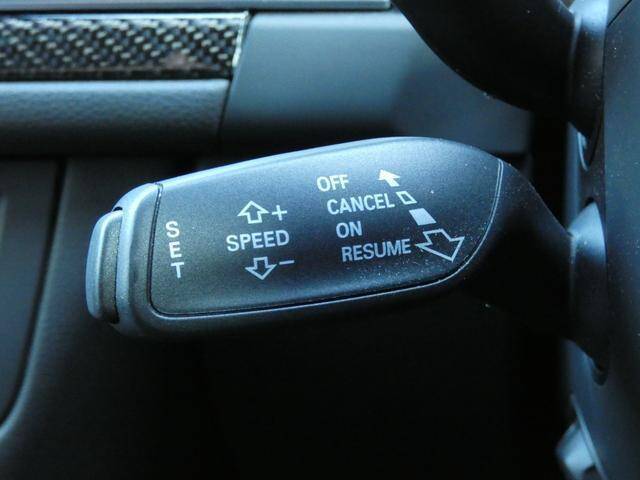 SET
SPEED
+
−
OFF
CANCEL
ON
RESUME